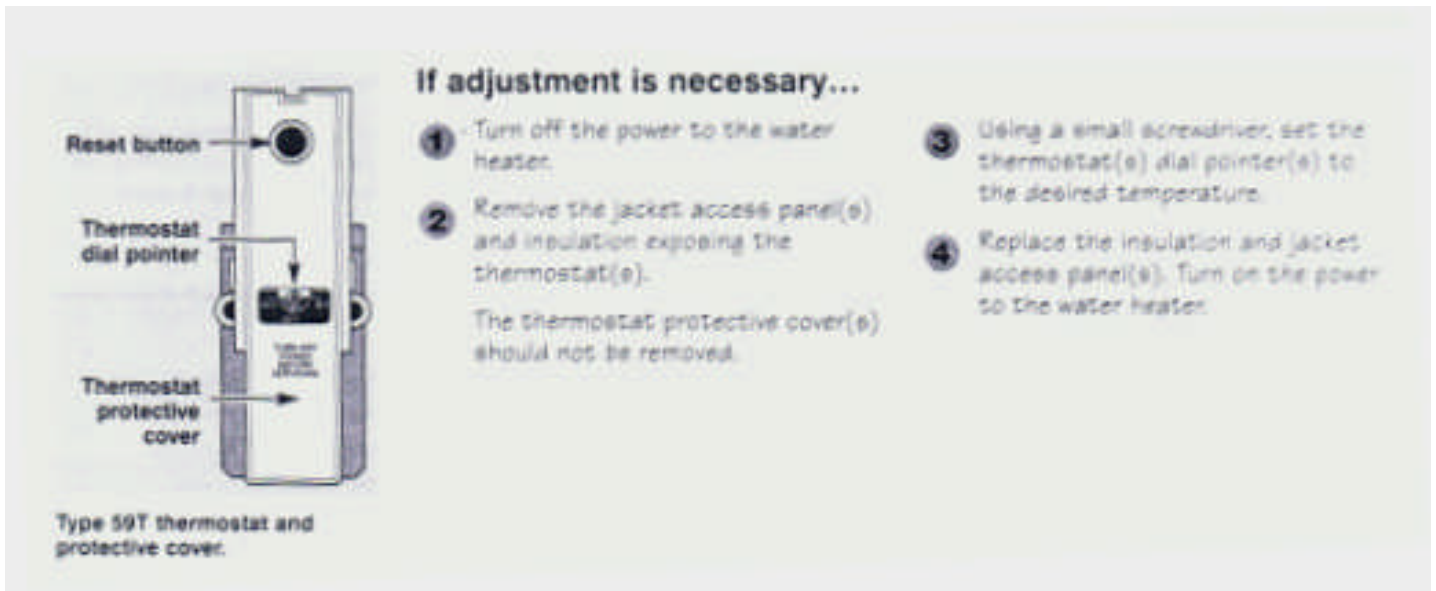 If adjustment is necessary...
Reset button
Thermostat
dial pointer
Thermostat
protective
cover
Type 59T thermostat and
protective cover.
1 Turn off the power to the water
heater.
2 Remove the jacket access panel(s)
and insulation exposing the
thermostat(s).
The thermostat protective cover(s)
should not be removed.
3 Using a small screwdriver, set the
thermostat(s) dial pointer(s) to
the desired temperature.
4 Replace the insulation and jacket
access panel(s). Turn on the power
to the water heater.